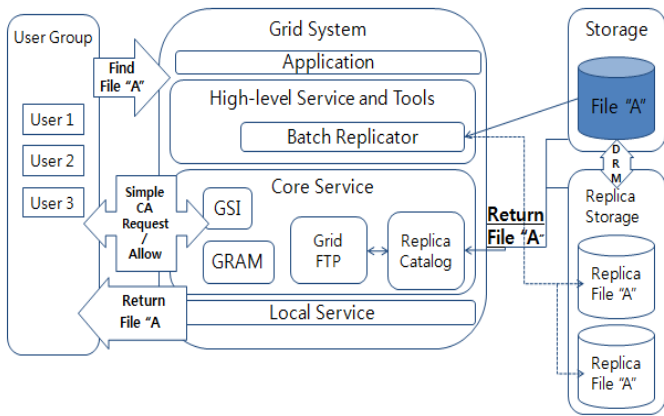 User Group
User 1
User 2
User 3
Find
File “A”
Simple
CA
Request
/
Allow
Return
File “A
Grid System
Application
High-level Service and Tools
Batch Replicator
Core Service
GSI
GRAM
Grid
FTP
Replica
Catalog
Local Service
Return
File “A”
Storage
File “A”
D
R
M
Replica
Storage
Replica
File “A”
Replica
File “A”